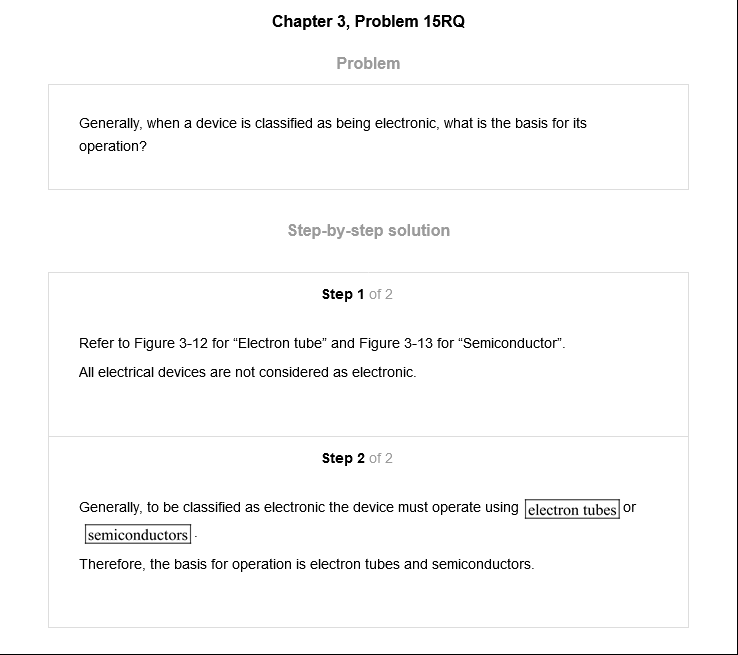 Chapter 3, Problem 15RQ
Problem
Generally, when a device is classified as being electronic, what is the basis for its
operation?
Step-by-step solution
Step 1 of 2
Refer to Figure 3-12 for “Electron tube” and Figure 3-13 for “Semiconductor”.
All electrical devices are not considered as electronic.
Step 2 of 2
Generally, to be classified as electronic the device must operate using electron tubes or
semiconductors.
Therefore, the basis for operation is electron tubes and semiconductors.